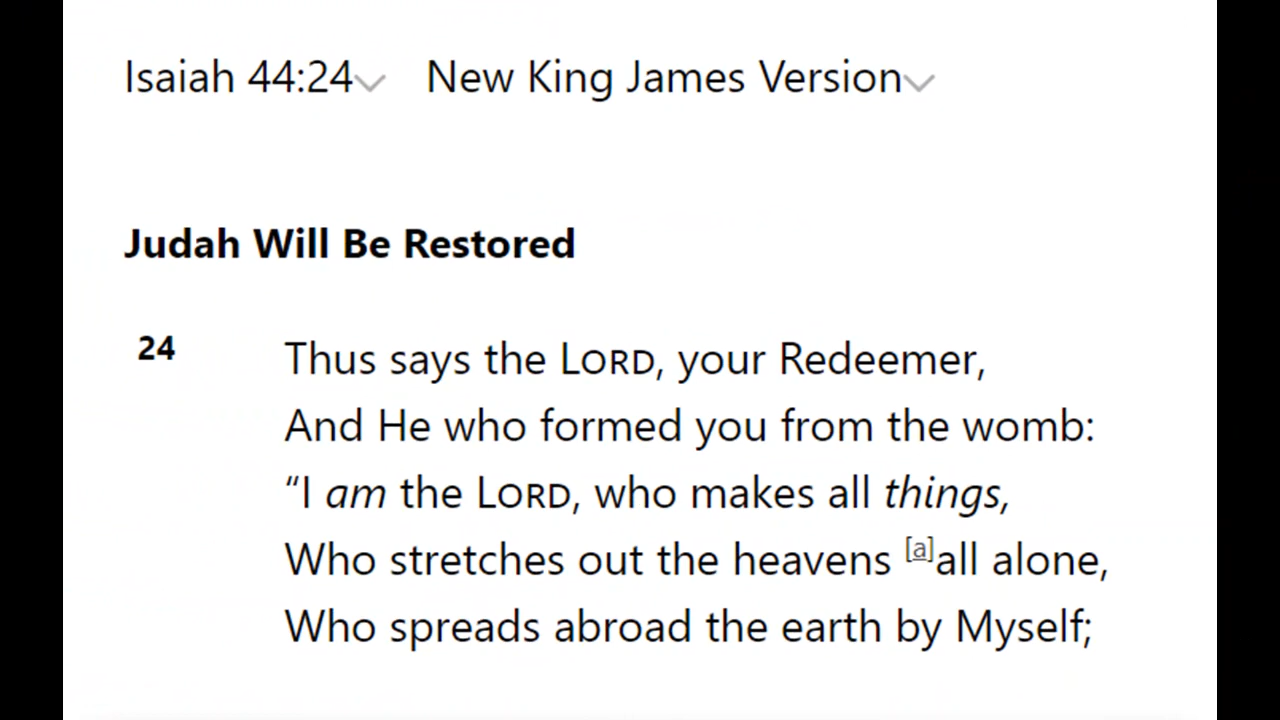 Isaiah 44:24 New King James Version
Judah Will Be Restored
24 Thus says the LORD, your Redeemer,
And He who formed you from the womb:
“I am the LORD, who makes all things,
Who stretches out the heavens [a]all alone,
Who spreads abroad the earth by Myself;